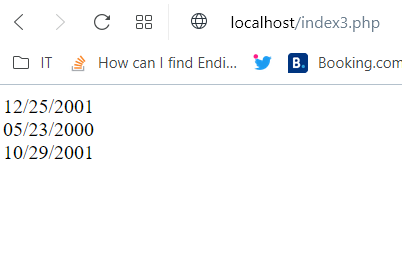 localhost/index3.php
IT How can I find Endi... B. Booking.com
12/25/2001
05/23/2000
10/29/2001